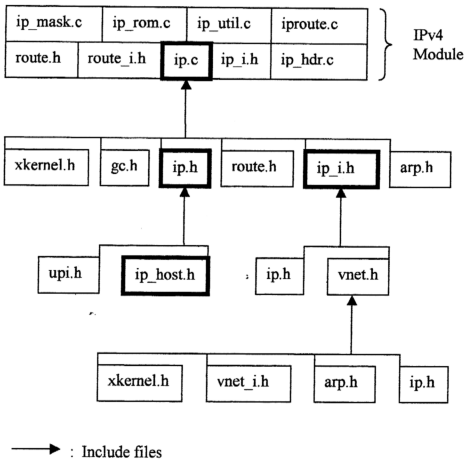 ip_mask.c ip_rom.c ip_util.c iproute.c
IPv4
Module
route.h route_i.h ip.c ip_i.h ip_hdr.c
xkernel.h gc.h ip.h route.h ip_i.h arp.h
upi.h ip_host.h ip.h vnet.h
xkernel.h vnet_i.h arp.h ip.h
: Include files